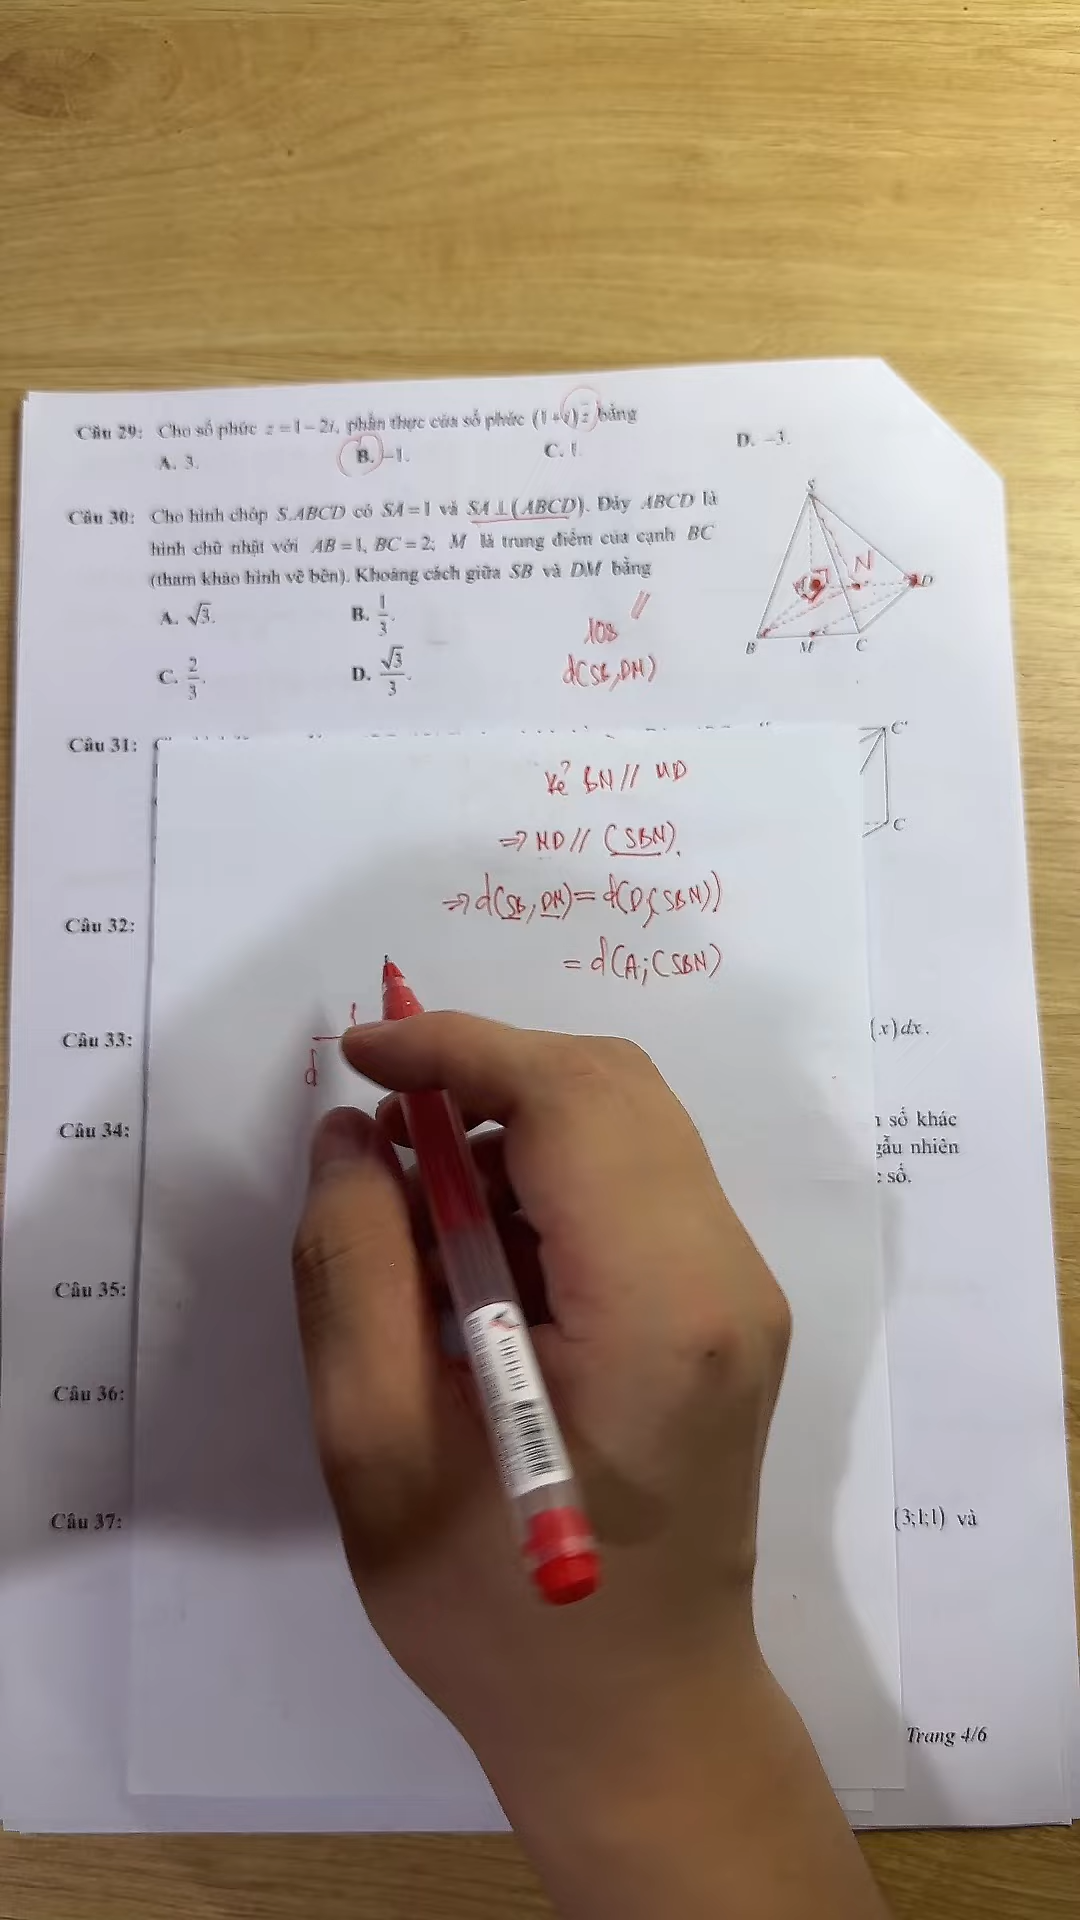 Câu 29: Cho số phức z = 1 – 2i, phần thực của số phức (1+i)z̄ bằng
A. 3.
B. –1.
C. 1.
D. –3.
Câu 30: Cho hình chóp S.ABCD có SA = 1 và SA ⊥ (ABCD). Đáy ABCD là
hình chữ nhật với AB = 1, BC = 2; M là trung điểm của cạnh BC
(tham khảo hình vẽ bên). Khoảng cách giữa SB và DM bằng
A. √3.
B. 1/3.
C. 2/3.
D. √3/3.
S
N
D
B
M
C
108
d(SB,DM)
Câu 31:
C'
C
Kẻ BN // MD
⇒ MD // (SBN).
⇒ d(SB, DM) = d(D;(SBN))
= d(A;(SBN)
1
d
Câu 32:
Câu 33:
(x)dx.
Câu 34:
số khác
gẫu nhiên
số.
Câu 35:
Câu 36:
Câu 37:
(3;1;1) và
Trang 4/6